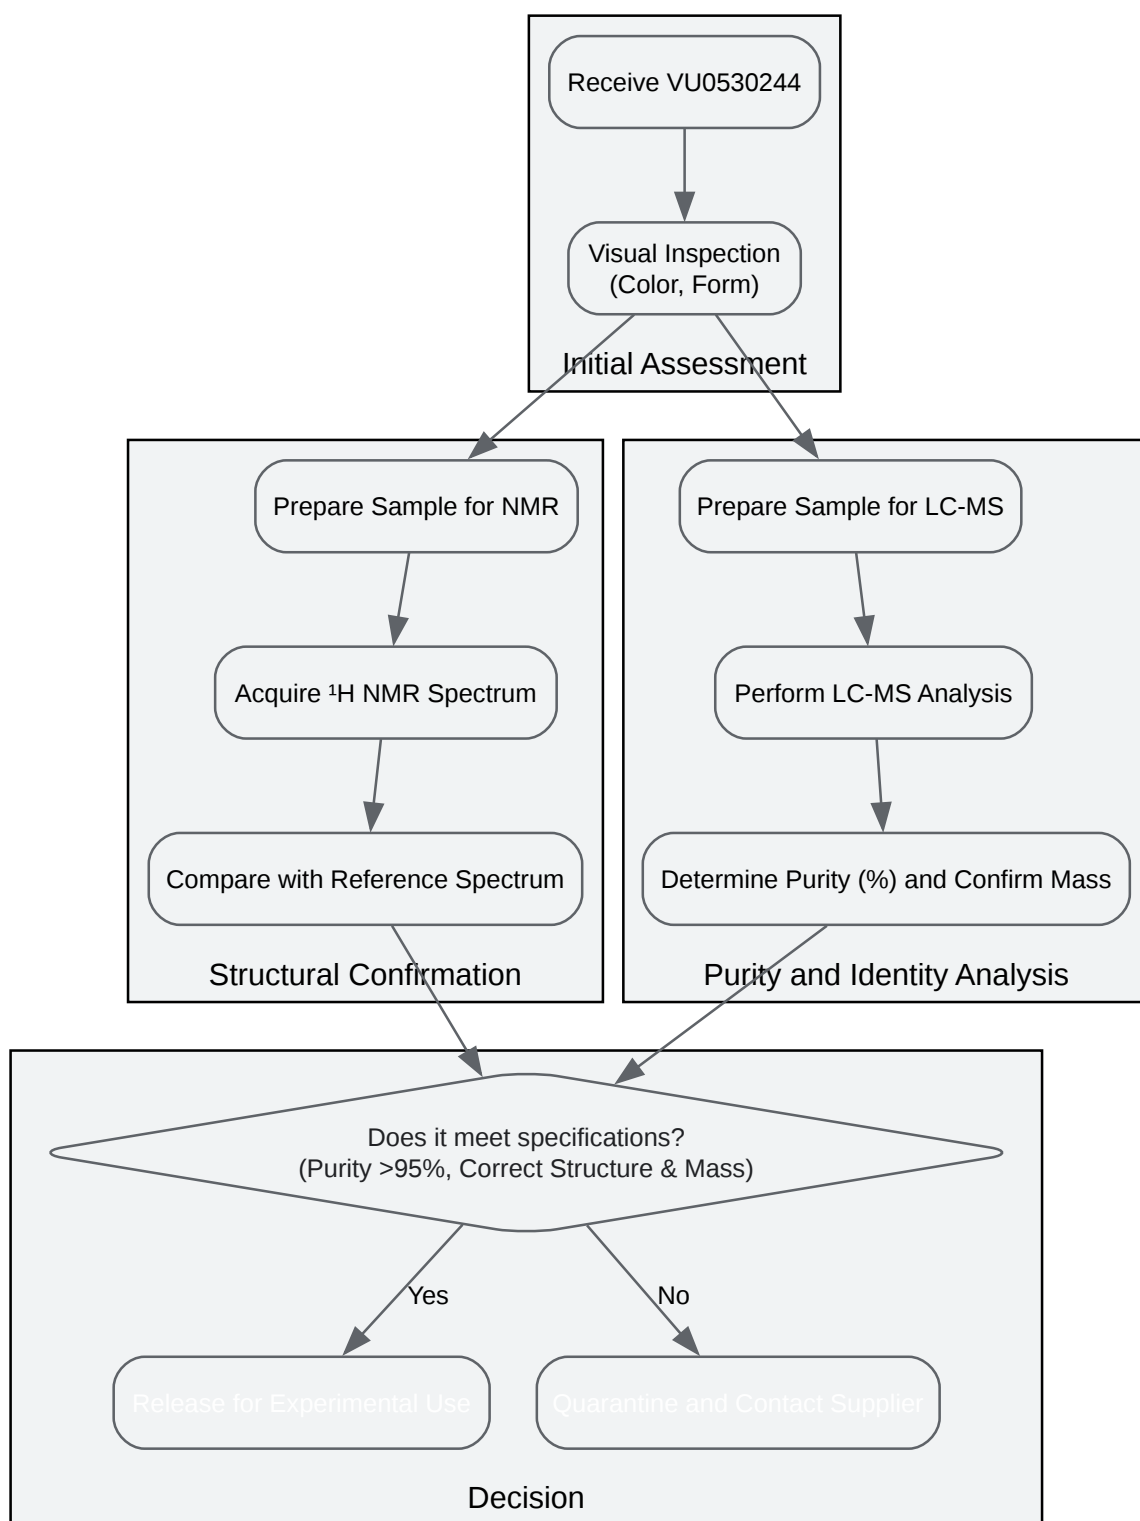 Receive VU0530244
Visual Inspection
(Color, Form)
Initial Assessment
Prepare Sample for NMR
Acquire ¹H NMR Spectrum
Compare with Reference Spectrum
Structural Confirmation
Prepare Sample for LC-MS
Perform LC-MS Analysis
Determine Purity (%) and Confirm Mass
Purity and Identity Analysis
Does it meet specifications?
(Purity >95%, Correct Structure & Mass)
Yes
No
Release for Experimental Use
Quarantine and Contact Supplier
Decision